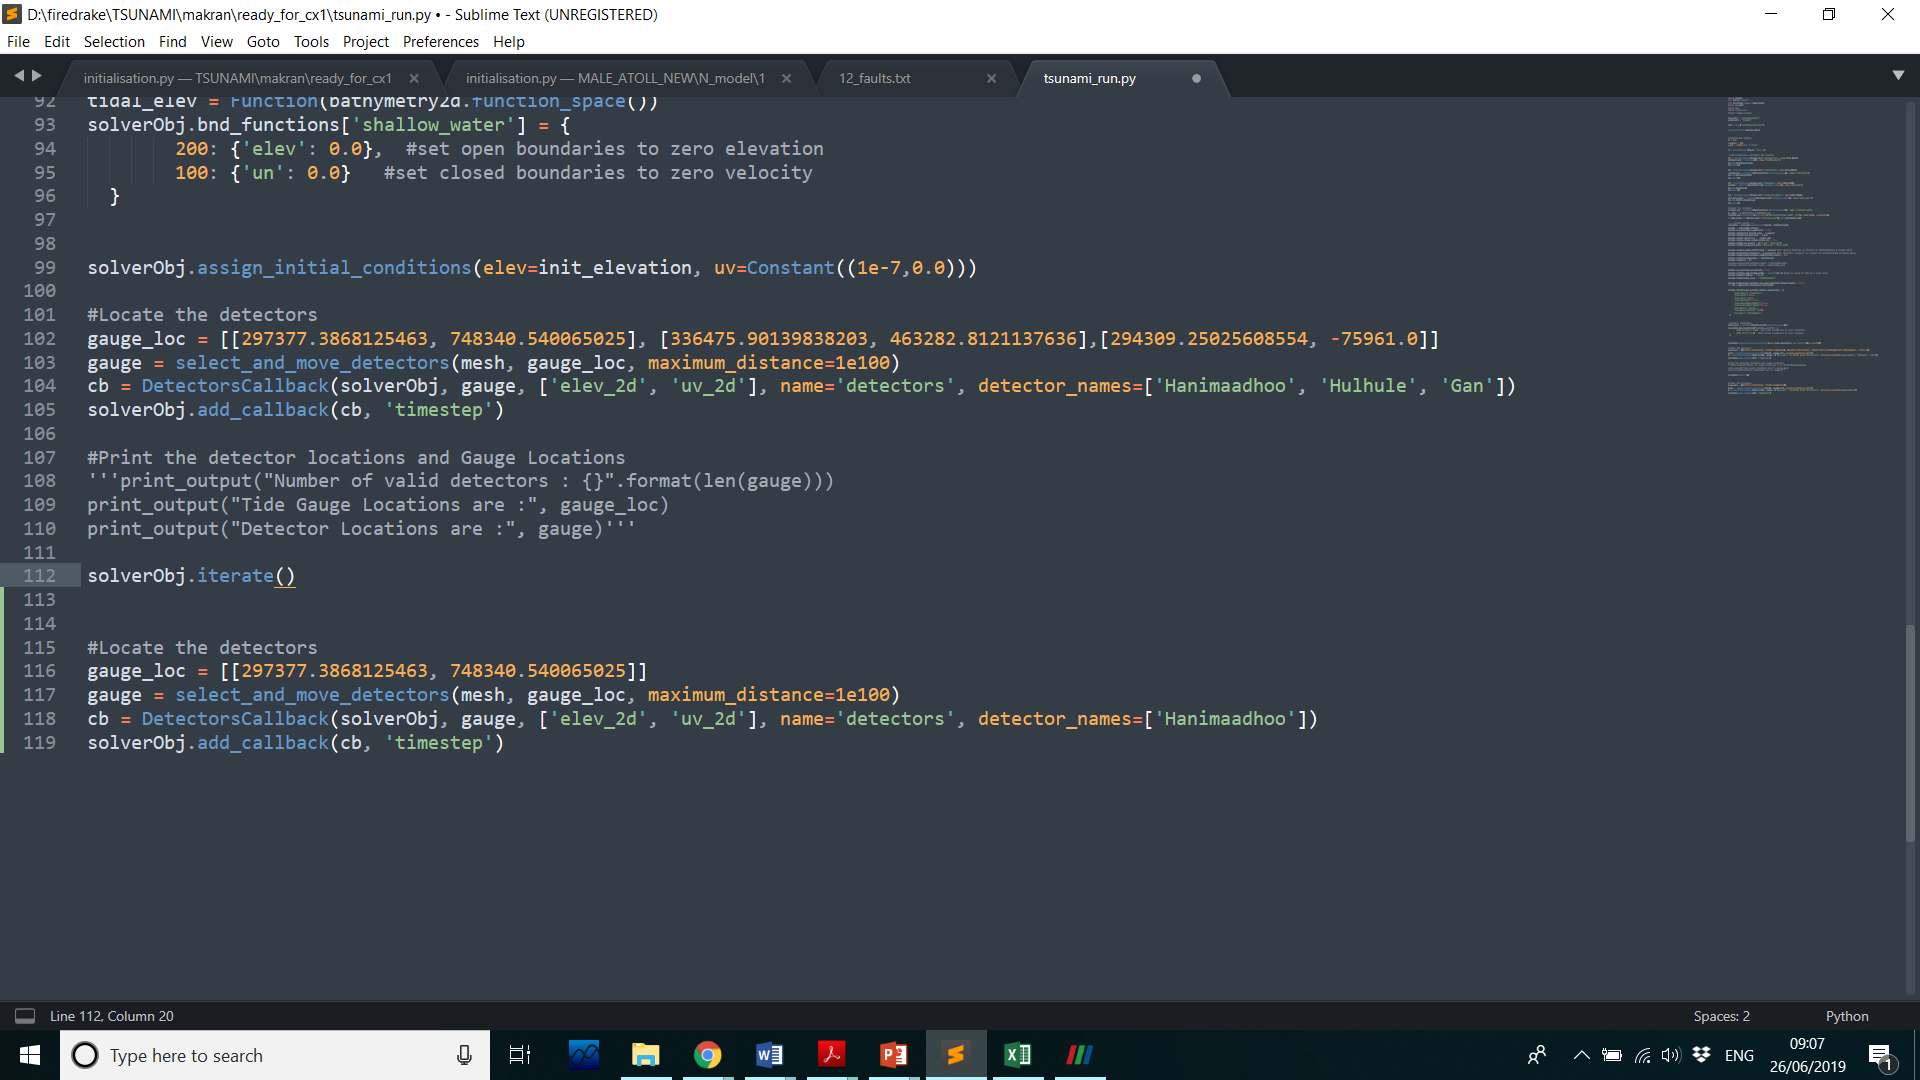 D:\firedrake\TSUNAMI\makran\ready_for_cx1\tsunami_run.py • - Sublime Text (UNREGISTERED)
File Edit Selection Find View Goto Tools Project Preferences Help
initialisation.py — TSUNAMI\makran\ready_for_cx1 initialisation.py — MALE_ATOLL_NEW\N_model\1 12_faults.txt tsunami_run.py
92 tidal_elev = Function(bathymetry2d.function_space())
93 solverObj.bnd_functions['shallow_water'] = {
94 200: {'elev': 0.0},  #set open boundaries to zero elevation
95 100: {'un': 0.0}   #set closed boundaries to zero velocity
96 }
97
98
99 solverObj.assign_initial_conditions(elev=init_elevation, uv=Constant((1e-7,0.0)))
100
101 #Locate the detectors
102 gauge_loc = [[297377.3868125463, 748340.540065025], [336475.90139838203, 463282.8121137636],[294309.25025608554, -75961.0]]
103 gauge = select_and_move_detectors(mesh, gauge_loc, maximum_distance=1e100)
104 cb = DetectorsCallback(solverObj, gauge, ['elev_2d', 'uv_2d'], name='detectors', detector_names=['Hanimaadhoo', 'Hulhule', 'Gan'])
105 solverObj.add_callback(cb, 'timestep')
106
107 #Print the detector locations and Gauge Locations
108 '''print_output("Number of valid detectors : {}".format(len(gauge)))
109 print_output("Tide Gauge Locations are :", gauge_loc)
110 print_output("Detector Locations are :", gauge)'''
111
112 solverObj.iterate()
113
114
115 #Locate the detectors
116 gauge_loc = [[297377.3868125463, 748340.540065025]]
117 gauge = select_and_move_detectors(mesh, gauge_loc, maximum_distance=1e100)
118 cb = DetectorsCallback(solverObj, gauge, ['elev_2d', 'uv_2d'], name='detectors', detector_names=['Hanimaadhoo'])
119 solverObj.add_callback(cb, 'timestep')
Line 112, Column 20 Spaces: 2 Python
Type here to search ENG 09:07
26/06/2019 1